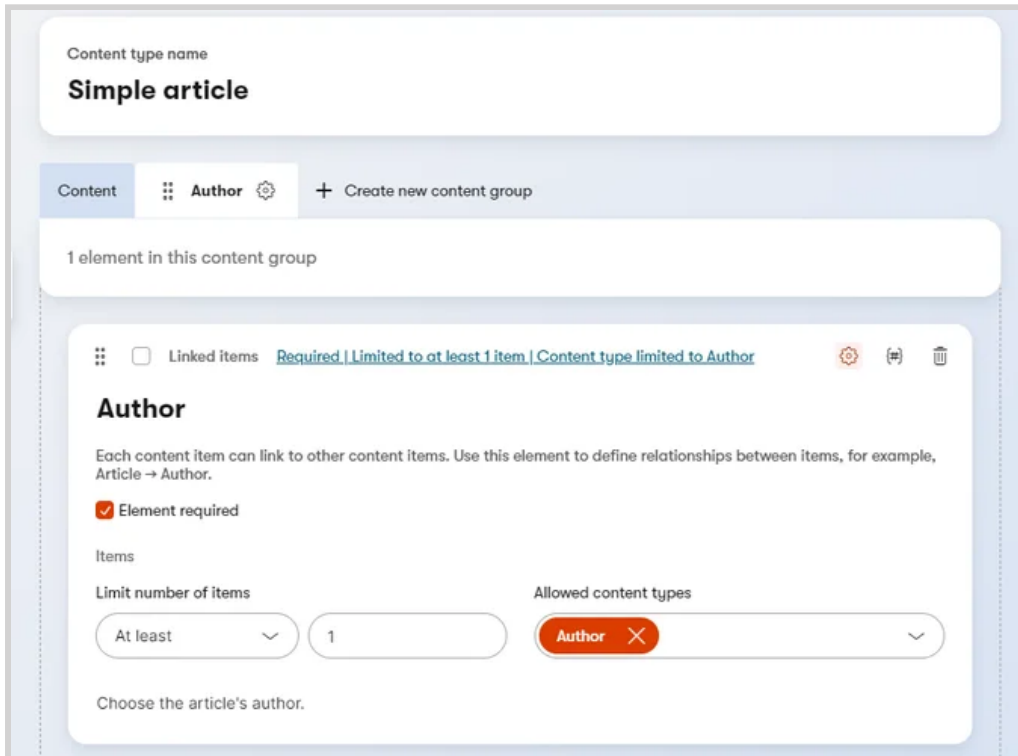 Content type name
Simple article
Content Author + Create new content group
1 element in this content group
Linked items Required | Limited to at least 1 item | Content type limited to Author {#}
Author
Each content item can link to other content items. Use this element to define relationships between items, for example,
Article → Author.
Element required
Items
Limit number of items Allowed content types
At least 1 Author
Choose the article's author.